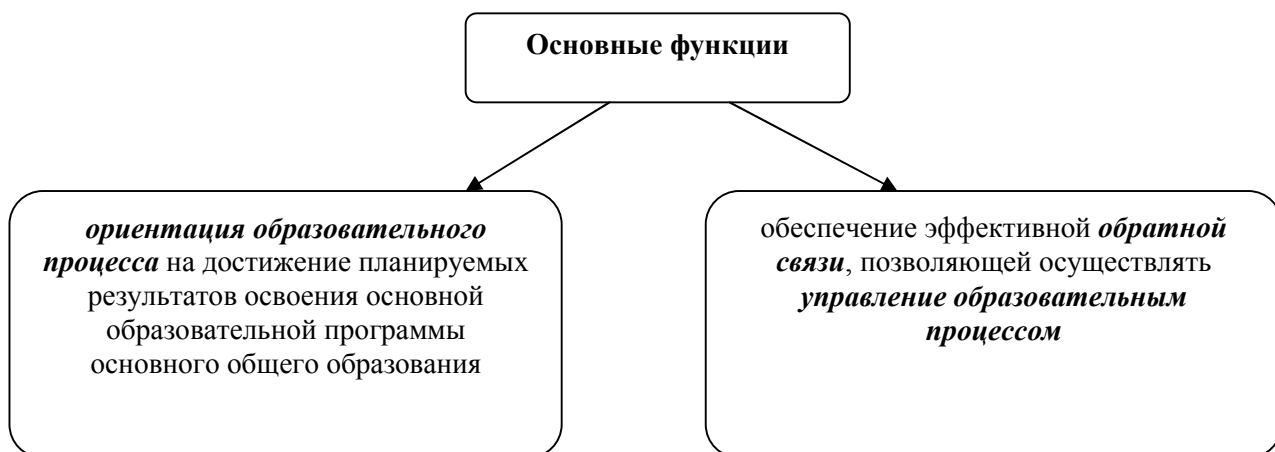 Основные функции
ориентация образовательного
процесса на достижение планируемых
результатов освоения основной
образовательной программы
основного общего образования
обеспечение эффективной обратной
связи, позволяющей осуществлять
управление образовательным
процессом